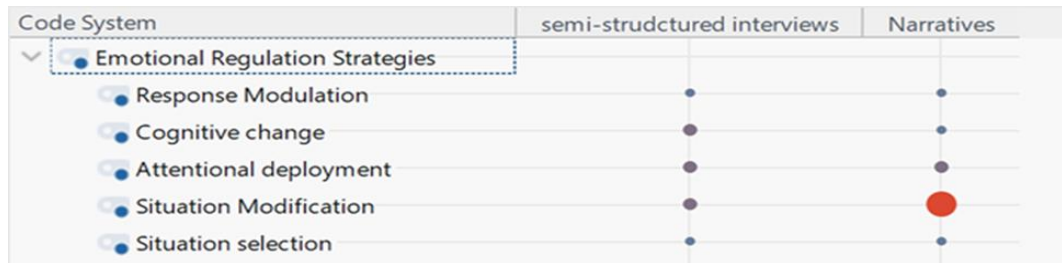 Code System semi-strudctured interviews Narratives
Emotional Regulation Strategies
Response Modulation
Cognitive change
Attentional deployment
Situation Modification
Situation selection